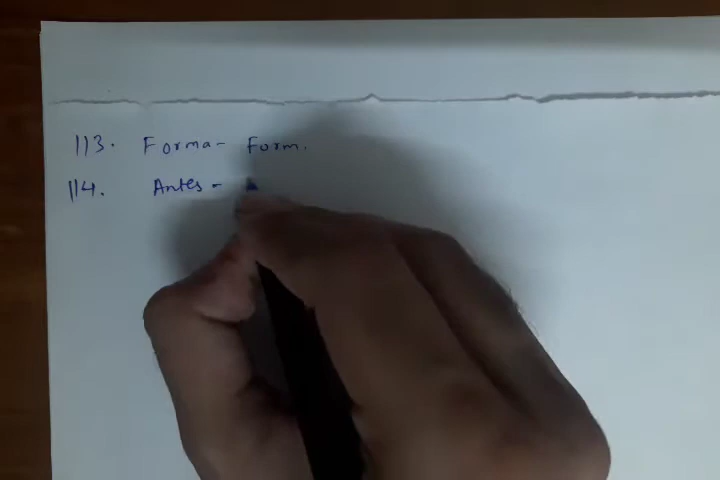 113. Forma - Form.
114. Antes -